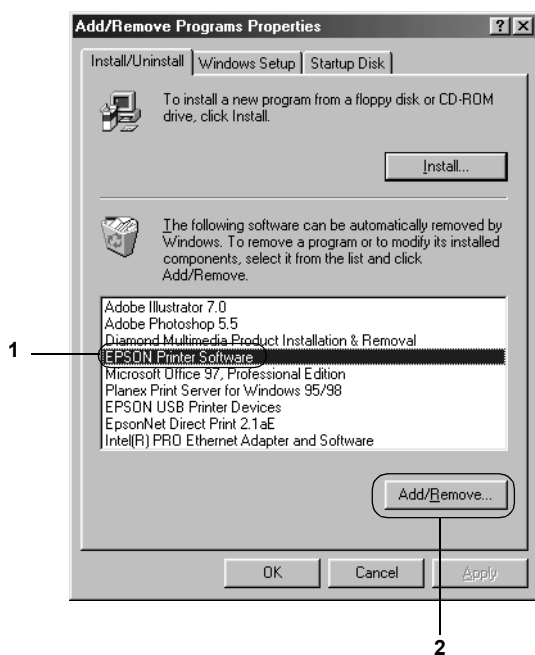 Add/Remove Programs Properties
Install/Uninstall Windows Setup Startup Disk
To install a new program from a floppy disk or CD-ROM
drive, click Install.
Install...
The following software can be automatically removed by
Windows. To remove a program or to modify its installed
components, select it from the list and click
Add/Remove.
Adobe Illustrator 7.0
Adobe Photoshop 5.5
Diamond Multimedia Product Installation & Removal
1
EPSON Printer Software
Microsoft Office 97, Professional Edition
Planex Print Server for Windows 95/98
EPSON USB Printer Devices
EpsonNet Direct Print 2.1aE
Intel(R) PRO Ethernet Adapter and Software
Add/Remove...
OK Cancel Apply
2